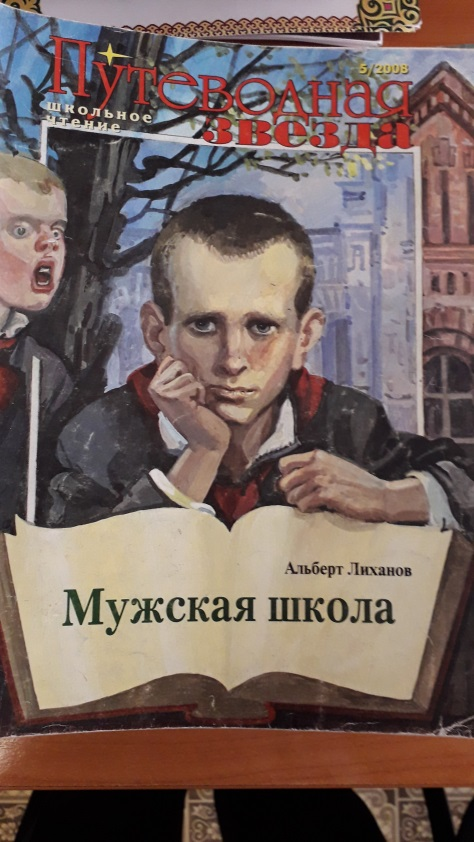 Путеводная
звезда
5/2008
школьное
чтение
Альберт Лиханов
Мужская школа